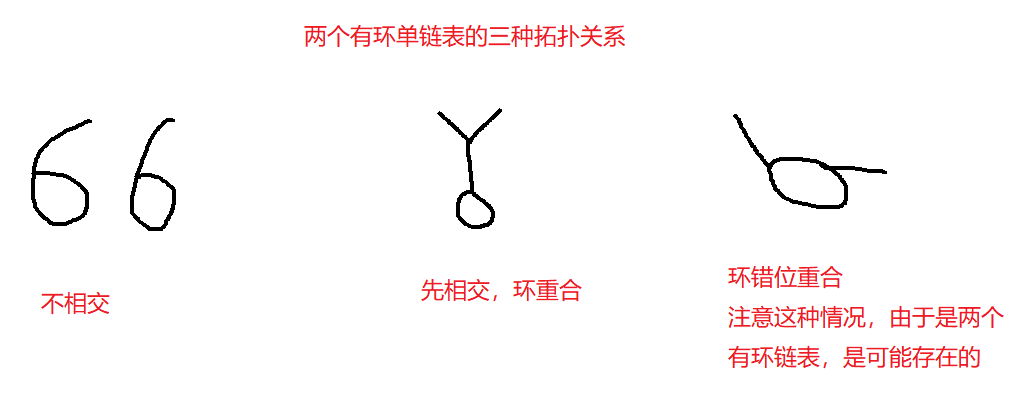 两个有环单链表的三种拓扑关系
不相交
先相交，环重合
环错位重合
注意这种情况，由于是两个
有环链表，是可能存在的